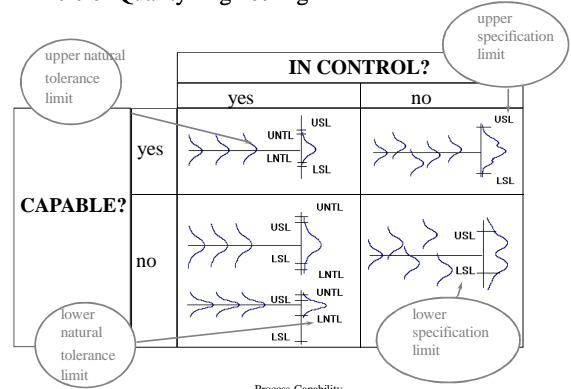 upper
specification
limit
upper natural
tolerance
limit
IN CONTROL?
yes
no
CAPABLE?
yes
USL
UNTL
LNTL
LSL
USL
LSL
no
UNTL
USL
LSL
LNTL
USL
UNTL
LNTL
LSL
USL
LSL
lower
natural
tolerance
limit
lower
specification
limit
Process Capability